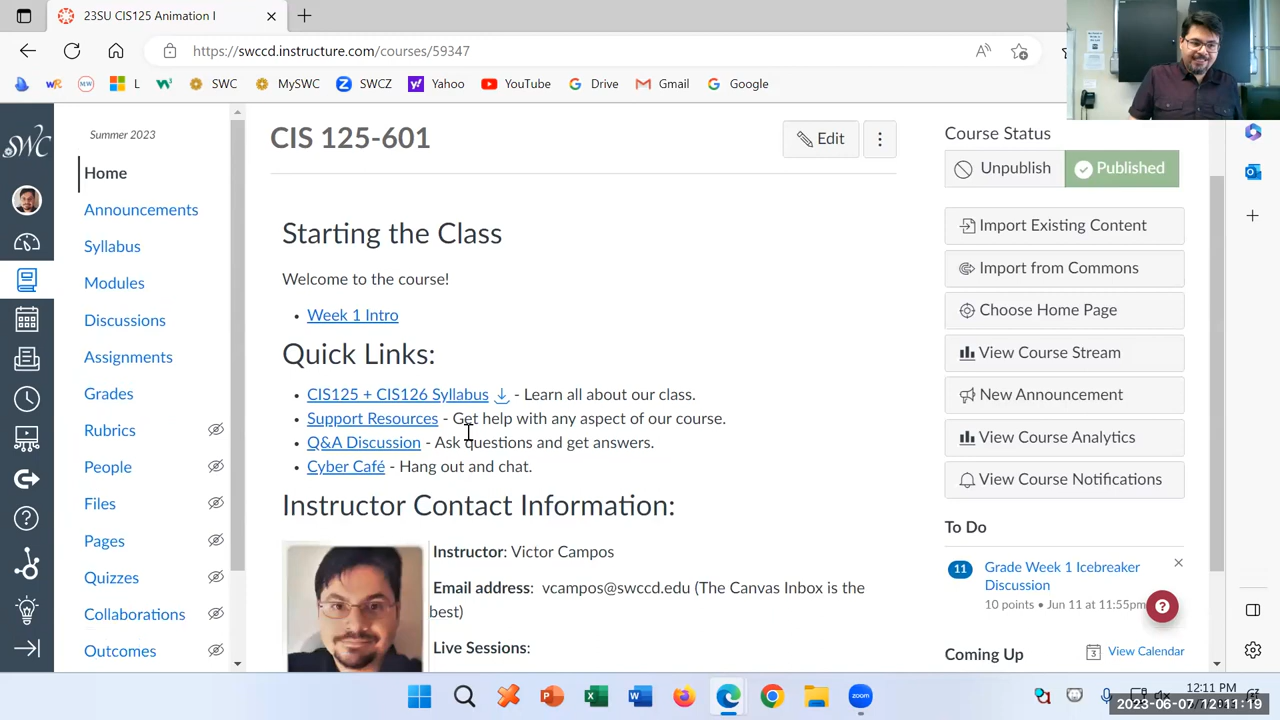 23SU CIS125 Animation I
https://swccd.instructure.com/courses/59347
L
SWC
MySWC
SWCZ
Yahoo
YouTube
Drive
Gmail
Google
SWC
Summer 2023
Home
Announcements
Syllabus
Modules
Discussions
Assignments
Grades
Rubrics
People
Files
Pages
Quizzes
Collaborations
Outcomes
CIS 125-601
Edit
Starting the Class
Welcome to the course!
• Week 1 Intro
Quick Links:
• CIS125 + CIS126 Syllabus - Learn all about our class.
• Support Resources - Get help with any aspect of our course.
• Q&A Discussion - Ask questions and get answers.
• Cyber Café - Hang out and chat.
Instructor Contact Information:
Instructor: Victor Campos
Email address: vcampos@swccd.edu (The Canvas Inbox is the
best)
Live Sessions:
Course Status
Unpublish
Published
Import Existing Content
Import from Commons
Choose Home Page
View Course Stream
New Announcement
View Course Analytics
View Course Notifications
To Do
11
Grade Week 1 Icebreaker
Discussion
10 points • Jun 11 at 11:55pm
Coming Up
3
View Calendar
zoom
12:11 PM
2023-06-07 12:11:19